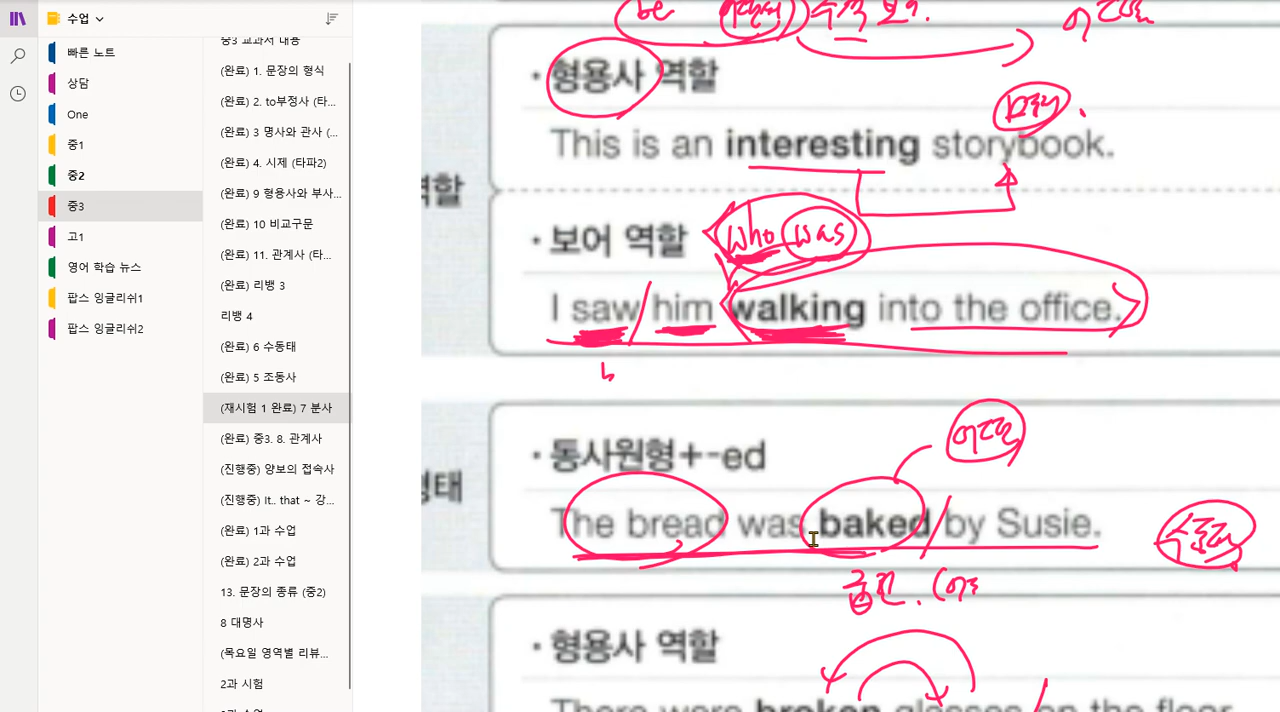 수업
빠른 노트
상담
One
중1
중2
중3
고1
영어 학습 뉴스
팝스 잉글리쉬1
팝스 잉글리쉬2
중3 교과서 내용
(완료) 1. 문장의 형식
(완료) 2. to부정사 (타...
(완료) 3 명사와 관사 (...
(완료) 4. 시제 (타파2)
(완료) 9 형용사와 부사...
(완료) 10 비교구문
(완료) 11. 관계사 (타...
(완료) 리뱅 3
리뱅 4
(완료) 6 수동태
(완료) 5 조동사
(재시험 1 완료) 7 분사
(완료) 중3. 8. 관계사
(진행중) 양보의 접속사
(진행중) It.. that ~ 강...
(완료) 1과 수업
(완료) 2과 수업
13. 문장의 종류 (중2)
8 대명사
(목요일 영역별 리뷰...
2과 시험
be
• 형용사 역할
This is an interesting storybook.
역할
• 보어 역할
who was
I saw him walking into the office.
• 동사원형+-ed
형태
The bread was baked by Susie.
• 형용사 역할
There were broken glasses on the floor.